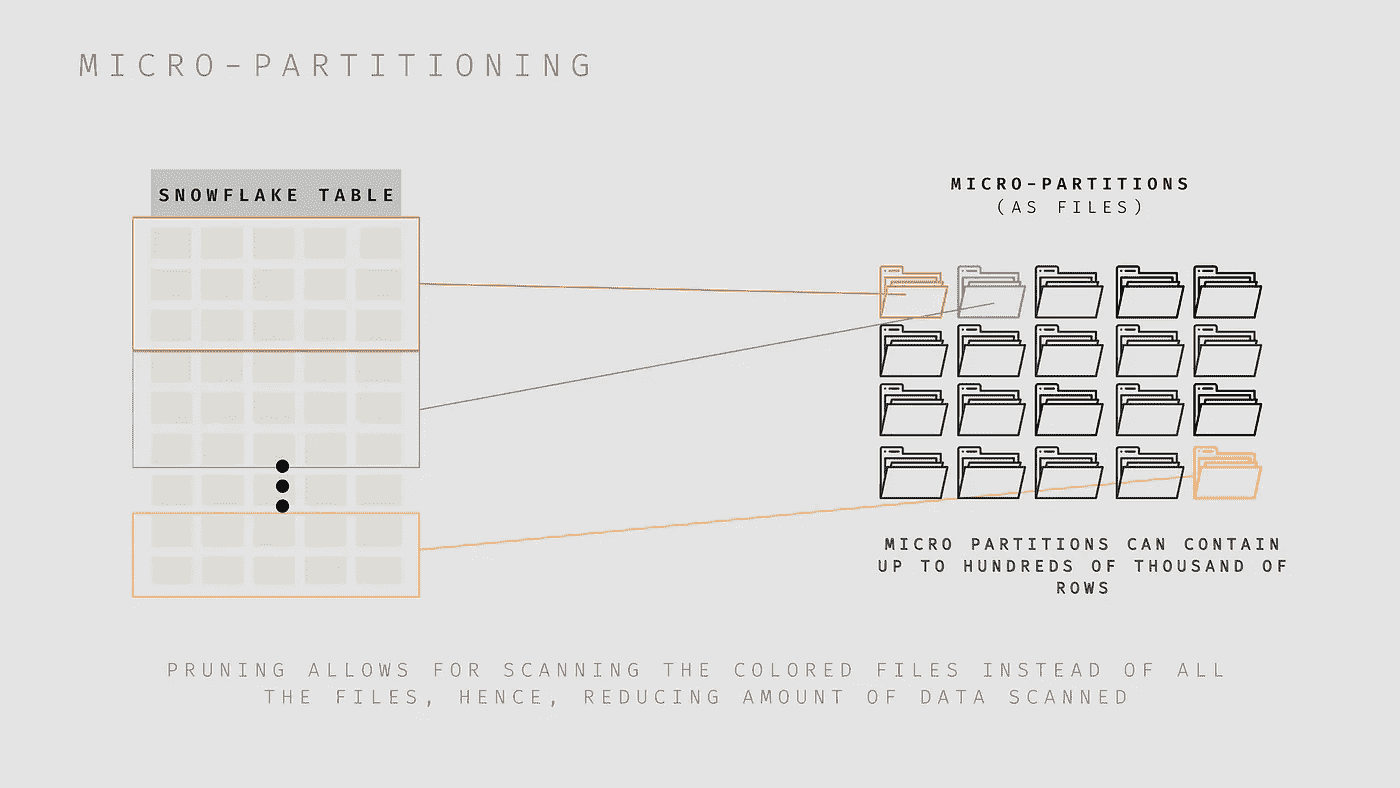 MICRO-PARTITIONING
SNOWFLAKE TABLE
MICRO-PARTITIONS
(AS FILES)
MICRO PARTITIONS CAN CONTAIN
UP TO HUNDREDS OF THOUSAND OF
ROWS
PRUNING ALLOWS FOR SCANNING THE COLORED FILES INSTEAD OF ALL
THE FILES, HENCE, REDUCING AMOUNT OF DATA SCANNED